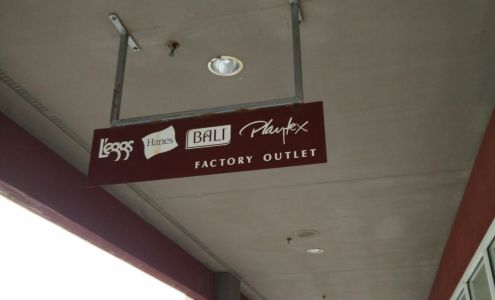 L'eggs Hanes BALI Playtex
FACTORY OUTLET